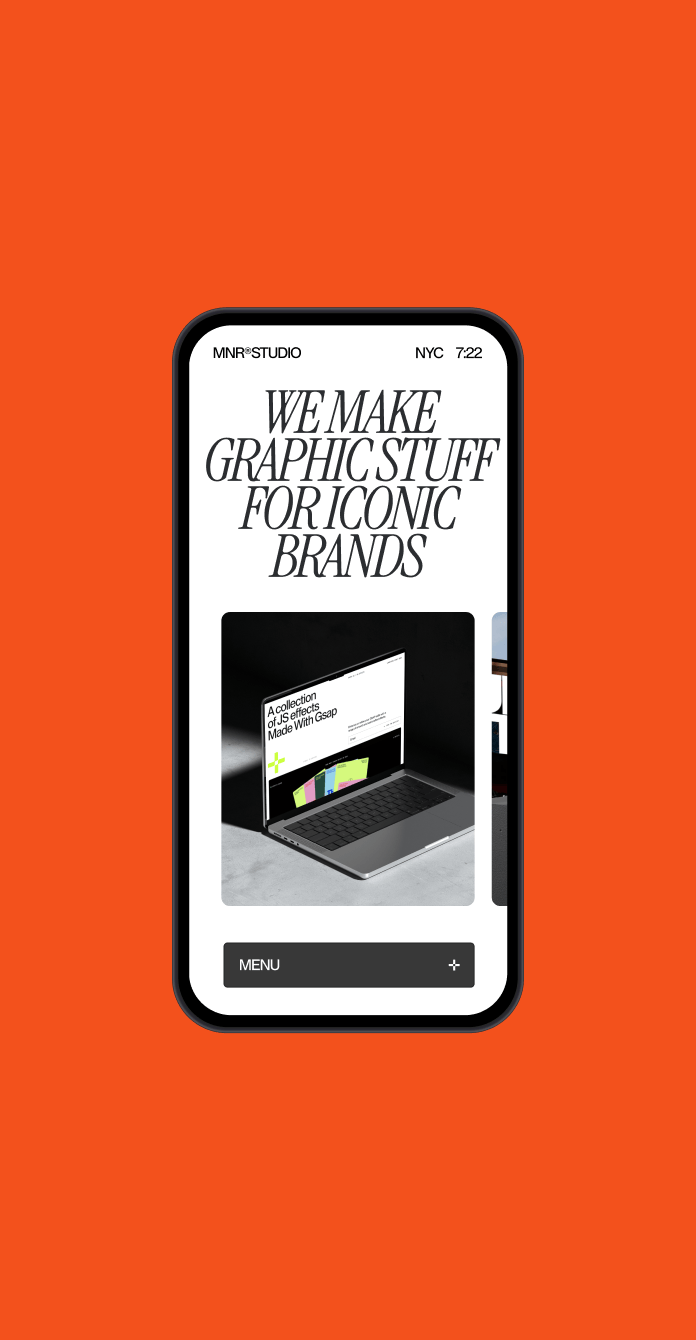 MNR®STUDIO
NYC 7:22
WE MAKE
GRAPHIC STUFF
FOR ICONIC
BRANDS
A collection
of JS effects
Made With Gsap
MENU